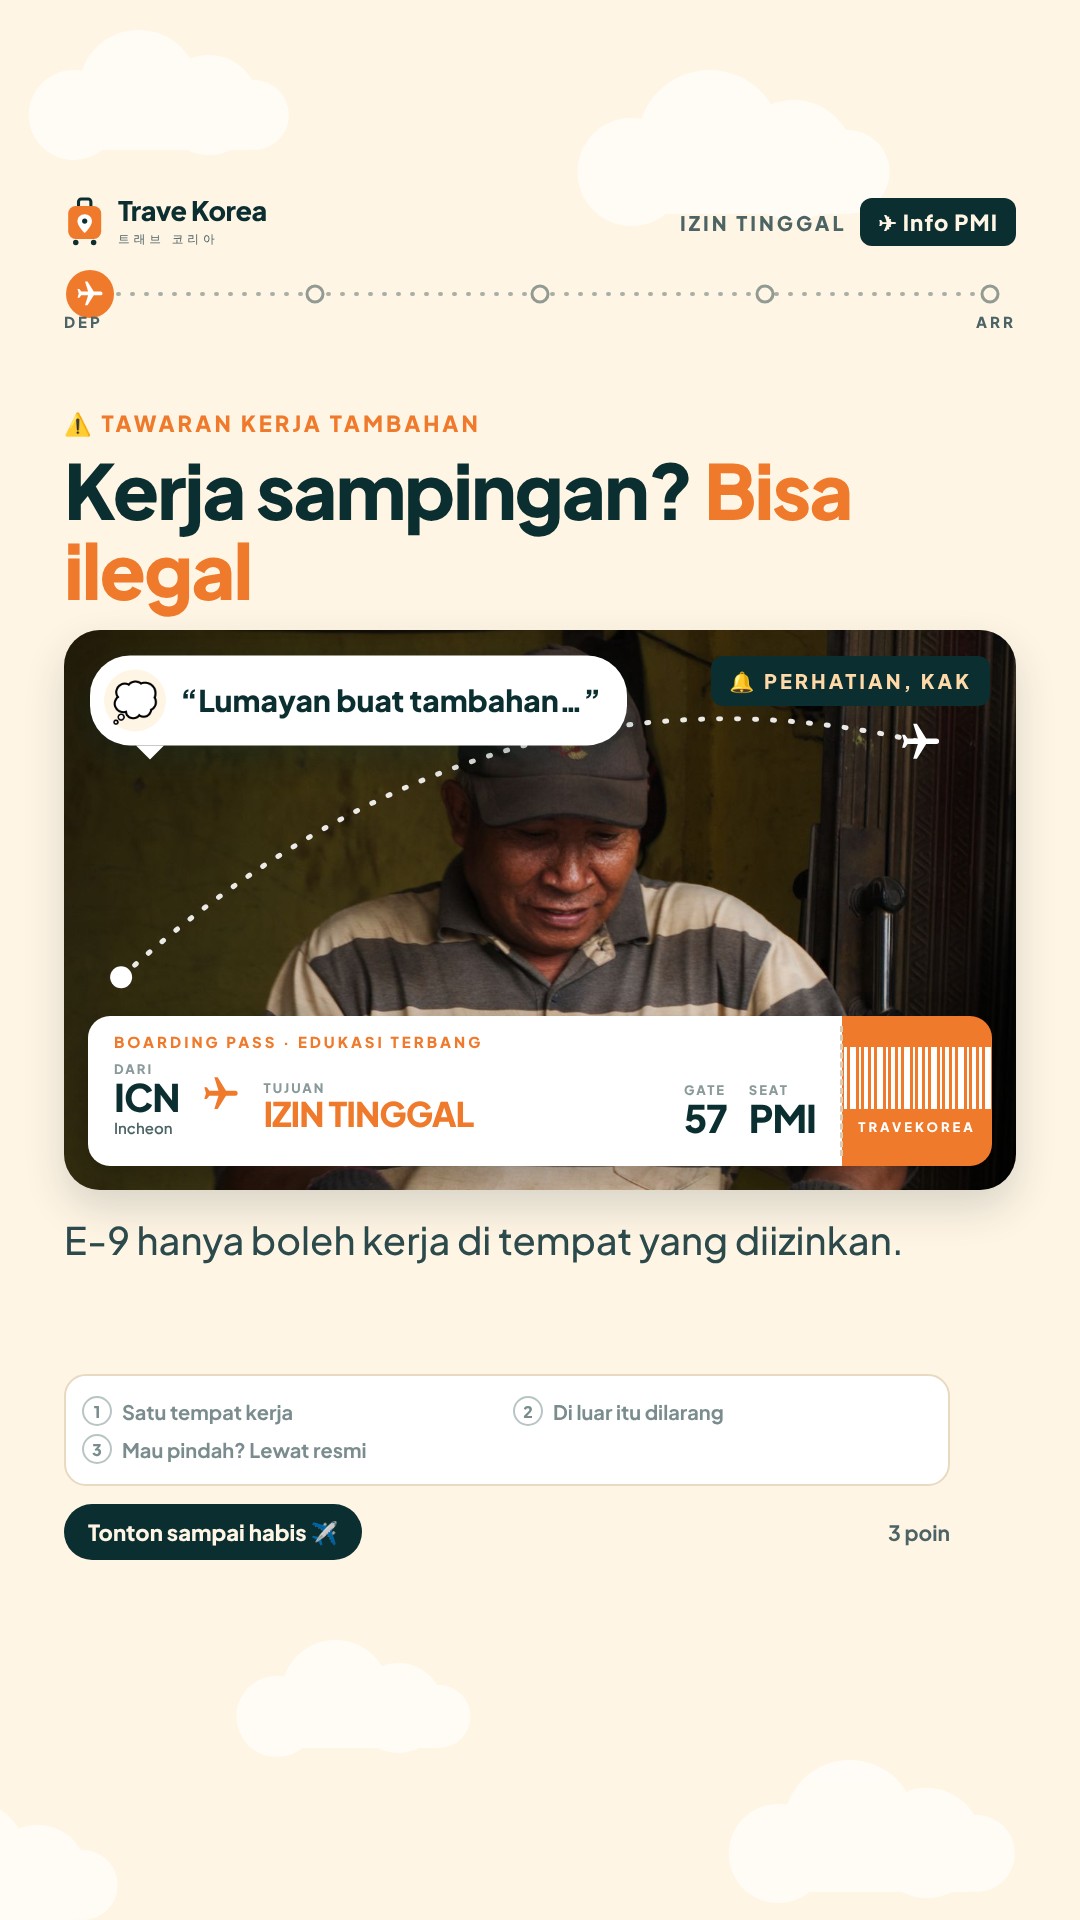 Trave Korea
트래브 코리아
IZIN TINGGAL
✈ Info PMI
DEP
ARR
⚠️ TAWARAN KERJA TAMBAHAN
Kerja sampingan? Bisa
ilegal
“Lumayan buat tambahan…”
🔔 PERHATIAN, KAK
BOARDING PASS · EDUKASI TERBANG
DARI
ICN
Incheon
TUJUAN
IZIN TINGGAL
GATE
57
SEAT
PMI
TRAVEKOREA
E-9 hanya boleh kerja di tempat yang diizinkan.
1 Satu tempat kerja
2 Di luar itu dilarang
3 Mau pindah? Lewat resmi
Tonton sampai habis ✈️
3 poin